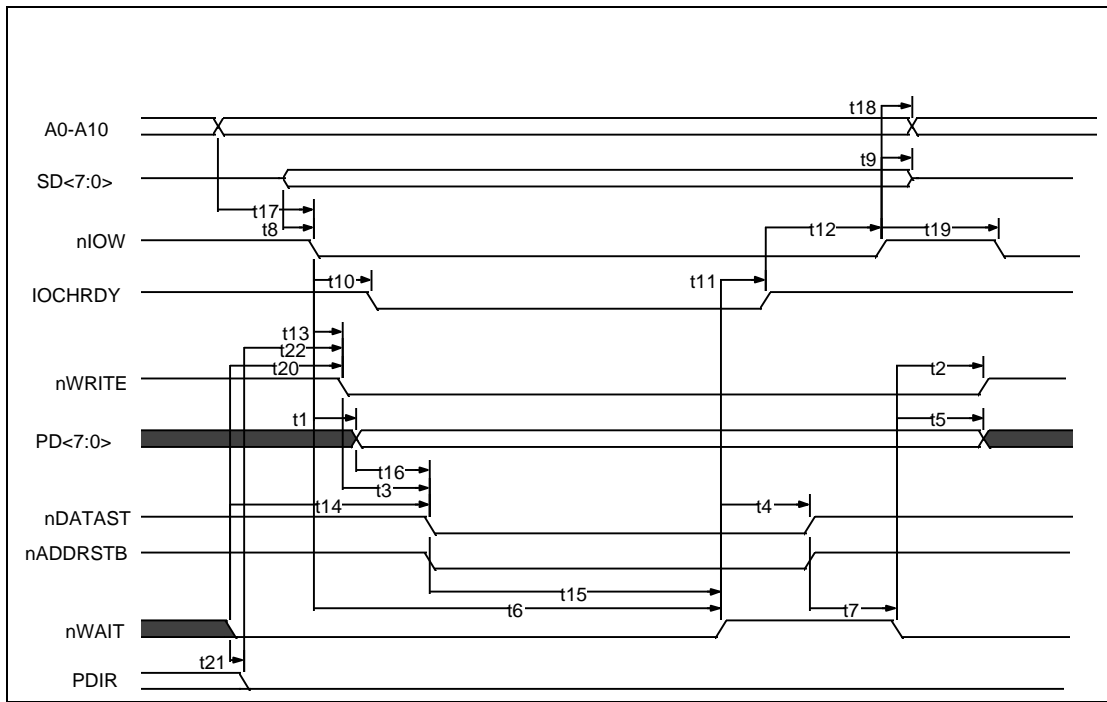 t18
A0-A10
t9
SD<7:0>
t17
t8
t12
t19
nIOW
t10
t11
IOCHRDY
t13
t22
t20
t2
nWRITE
t1
t5
PD<7:0>
t16
t3
t14
t4
nDATAST
nADDRSTB
t15
t6
t7
nWAIT
t21
PDIR